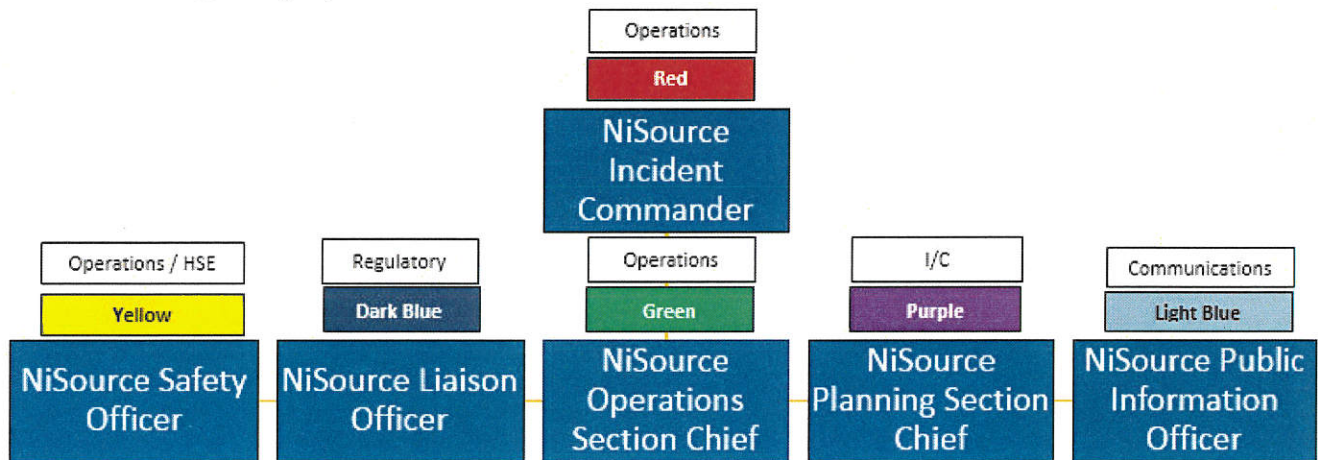 Operations
Red
NiSource
Incident
Commander
Operations / HSE
Yellow
NiSource Safety
Officer
Regulatory
Dark Blue
NiSource Liaison
Officer
Operations
Green
NiSource
Operations
Section Chief
I/C
Purple
NiSource
Planning Section
Chief
Communications
Light Blue
NiSource Public
Information
Officer